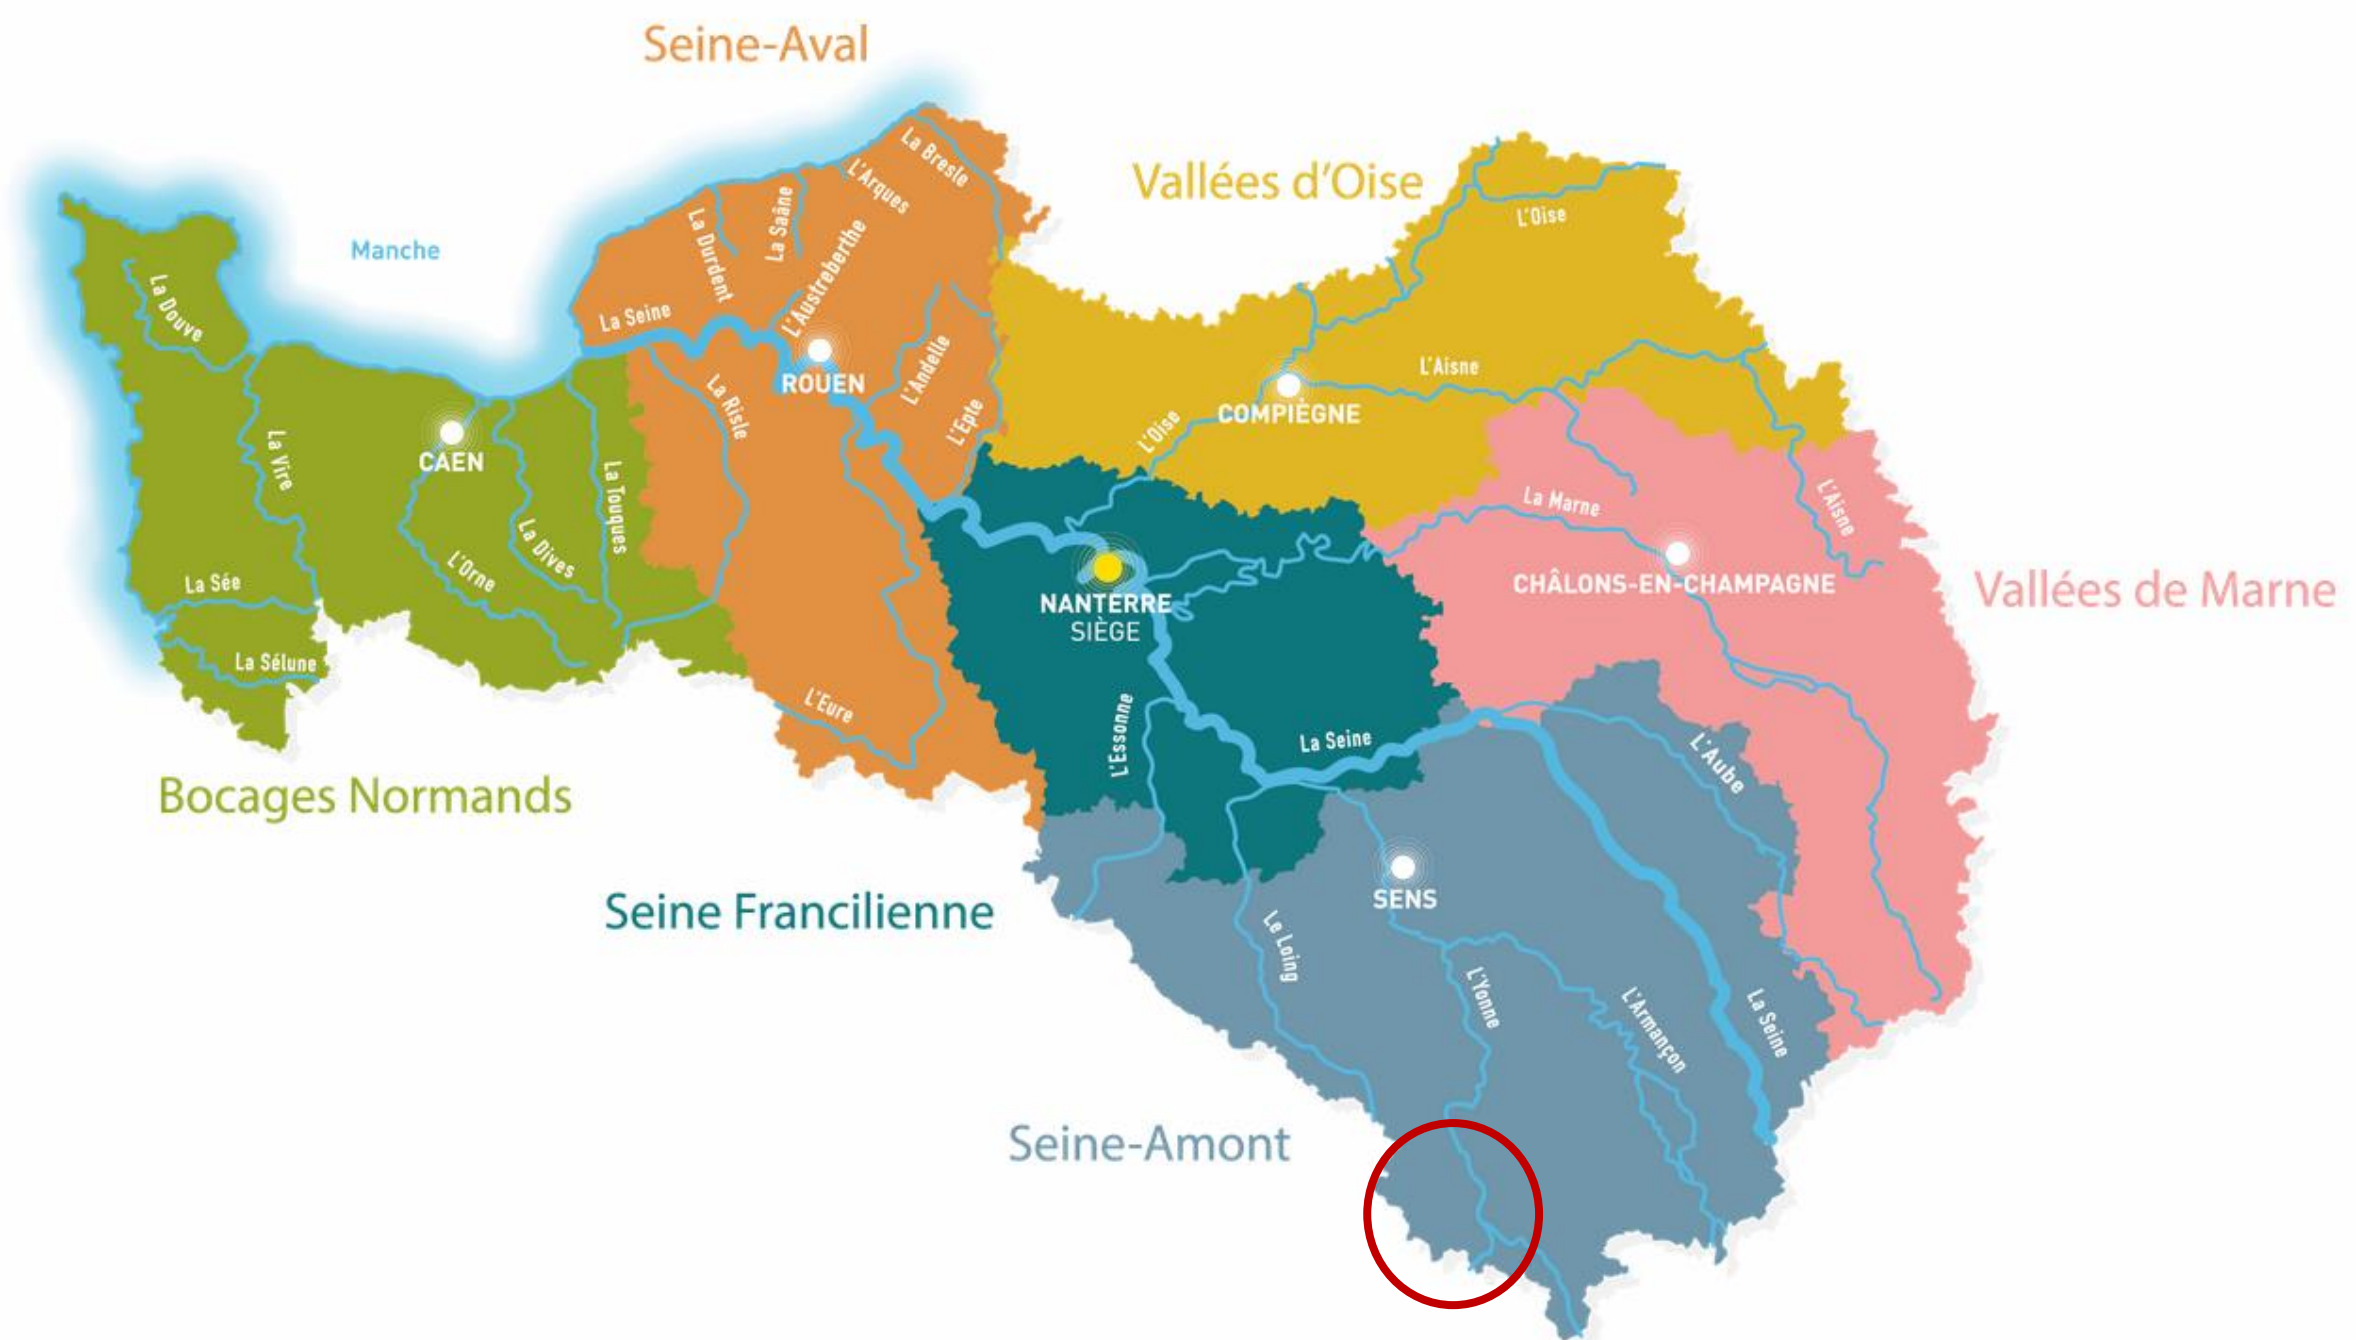 Seine-Aval
Vallées d'Oise
Manche
La Bresle
L'Arques
La Saâne
La Durdent
L'Austreberthe
La Seine
ROUEN
L'Andelle
L'Epte
La Risle
L'Eure
La Douve
La Vire
CAEN
La Touques
La Dives
L'Orne
La Sée
La Sélune
Bocages Normands
L'Oise
L'Aisne
COMPIÈGNE
L'Oise
La Marne
L'Aisne
CHÂLONS-EN-CHAMPAGNE
Vallées de Marne
NANTERRE
SIÈGE
L'Essonne
La Seine
Seine Francilienne
L'Aube
SENS
Le Loing
L'Yonne
L'Armançon
La Seine
Seine-Amont